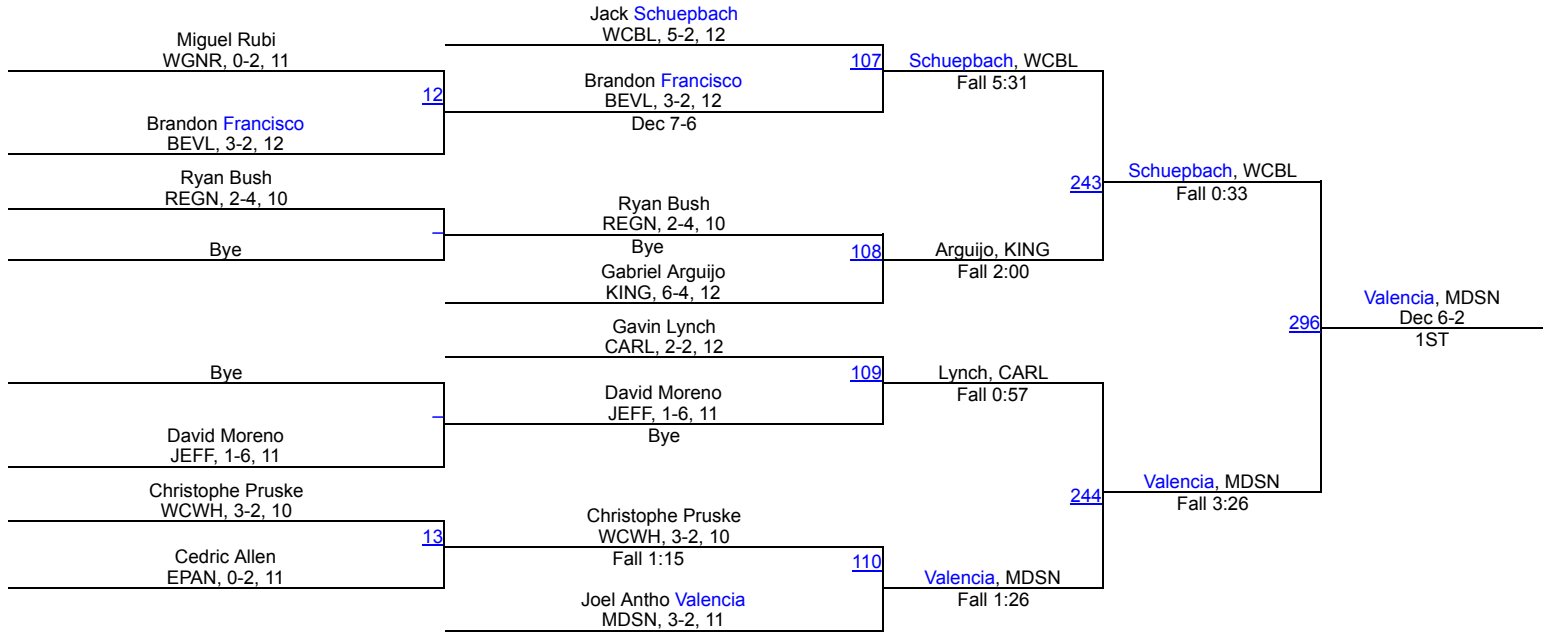 Miguel Rubi
WGNR, 0-2, 11
12
Brandon Francisco
BEVL, 3-2, 12
Ryan Bush
REGN, 2-4, 10
–
Bye
Bye
–
David Moreno
JEFF, 1-6, 11
Christophe Pruske
WCWH, 3-2, 10
13
Cedric Allen
EPAN, 0-2, 11
Jack Schuepbach
WCBL, 5-2, 12
107
Brandon Francisco
BEVL, 3-2, 12
Dec 7-6
Ryan Bush
REGN, 2-4, 10
Bye
108
Gabriel Arguijo
KING, 6-4, 12
Gavin Lynch
CARL, 2-2, 12
109
David Moreno
JEFF, 1-6, 11
Bye
Christophe Pruske
WCWH, 3-2, 10
Fall 1:15
110
Joel Antho Valencia
MDSN, 3-2, 11
Schuepbach, WCBL
Fall 5:31
243
Arguijo, KING
Fall 2:00
Lynch, CARL
Fall 0:57
244
Valencia, MDSN
Fall 1:26
Schuepbach, WCBL
Fall 0:33
296
Valencia, MDSN
Fall 3:26
Valencia, MDSN
Dec 6-2
1ST